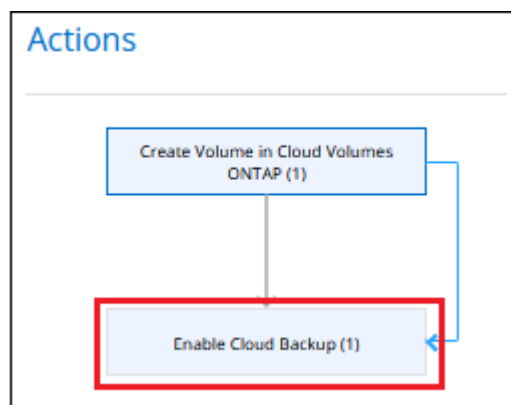 Actions
Create Volume in Cloud Volumes
ONTAP (1)
Enable Cloud Backup (1)